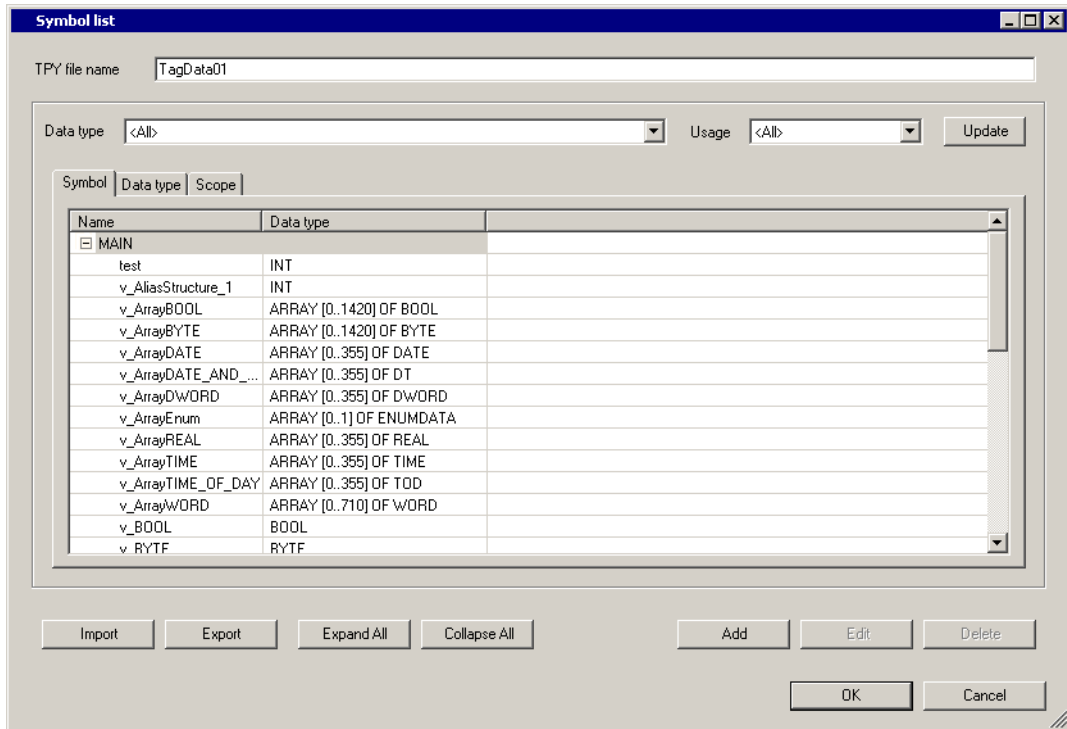 Symbol list
TPY file name TagData01
Data type <All> Usage <All> Update
Symbol Data type Scope
Name Data type
MAIN
test INT
v_AliasStructure_1 INT
v_ArrayBOOL ARRAY [0..1420] OF BOOL
v_ArrayBYTE ARRAY [0..1420] OF BYTE
v_ArrayDATE ARRAY [0..355] OF DATE
v_ArrayDATE_AND_... ARRAY [0..355] OF DT
v_ArrayDWORD ARRAY [0..355] OF DWORD
v_ArrayEnum ARRAY [0..1] OF ENUMDATA
v_ArrayREAL ARRAY [0..355] OF REAL
v_ArrayTIME ARRAY [0..355] OF TIME
v_ArrayTIME_OF_DAY ARRAY [0..355] OF TOD
v_ArrayWORD ARRAY [0..710] OF WORD
v_BOOL BOOL
v_BYTE BYTE
Import Export Expand All Collapse All Add Edit Delete
OK Cancel